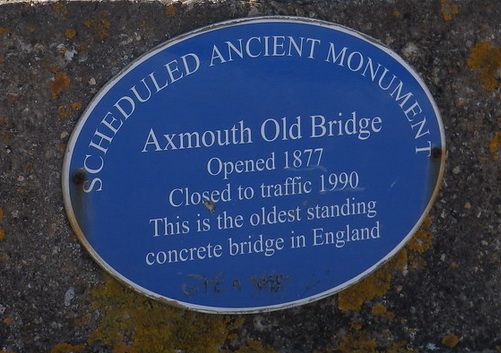 SCHEDULED ANCIENT MONUMENT
Axmouth Old Bridge
Opened 1877
Closed to traffic 1990
This is the oldest standing
concrete bridge in England